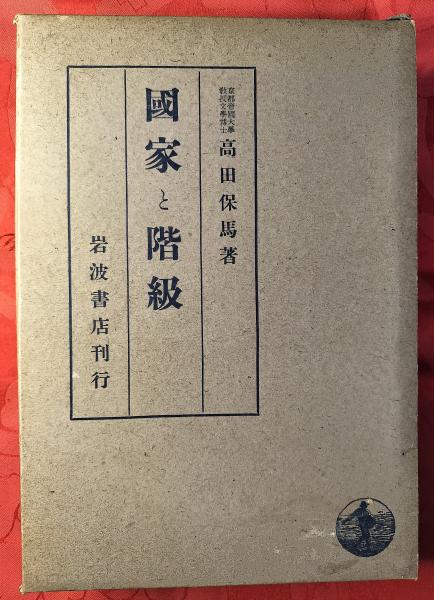 京都帝國大學
教授文學博士
高田保馬著
國家と階級
岩波書店刊行